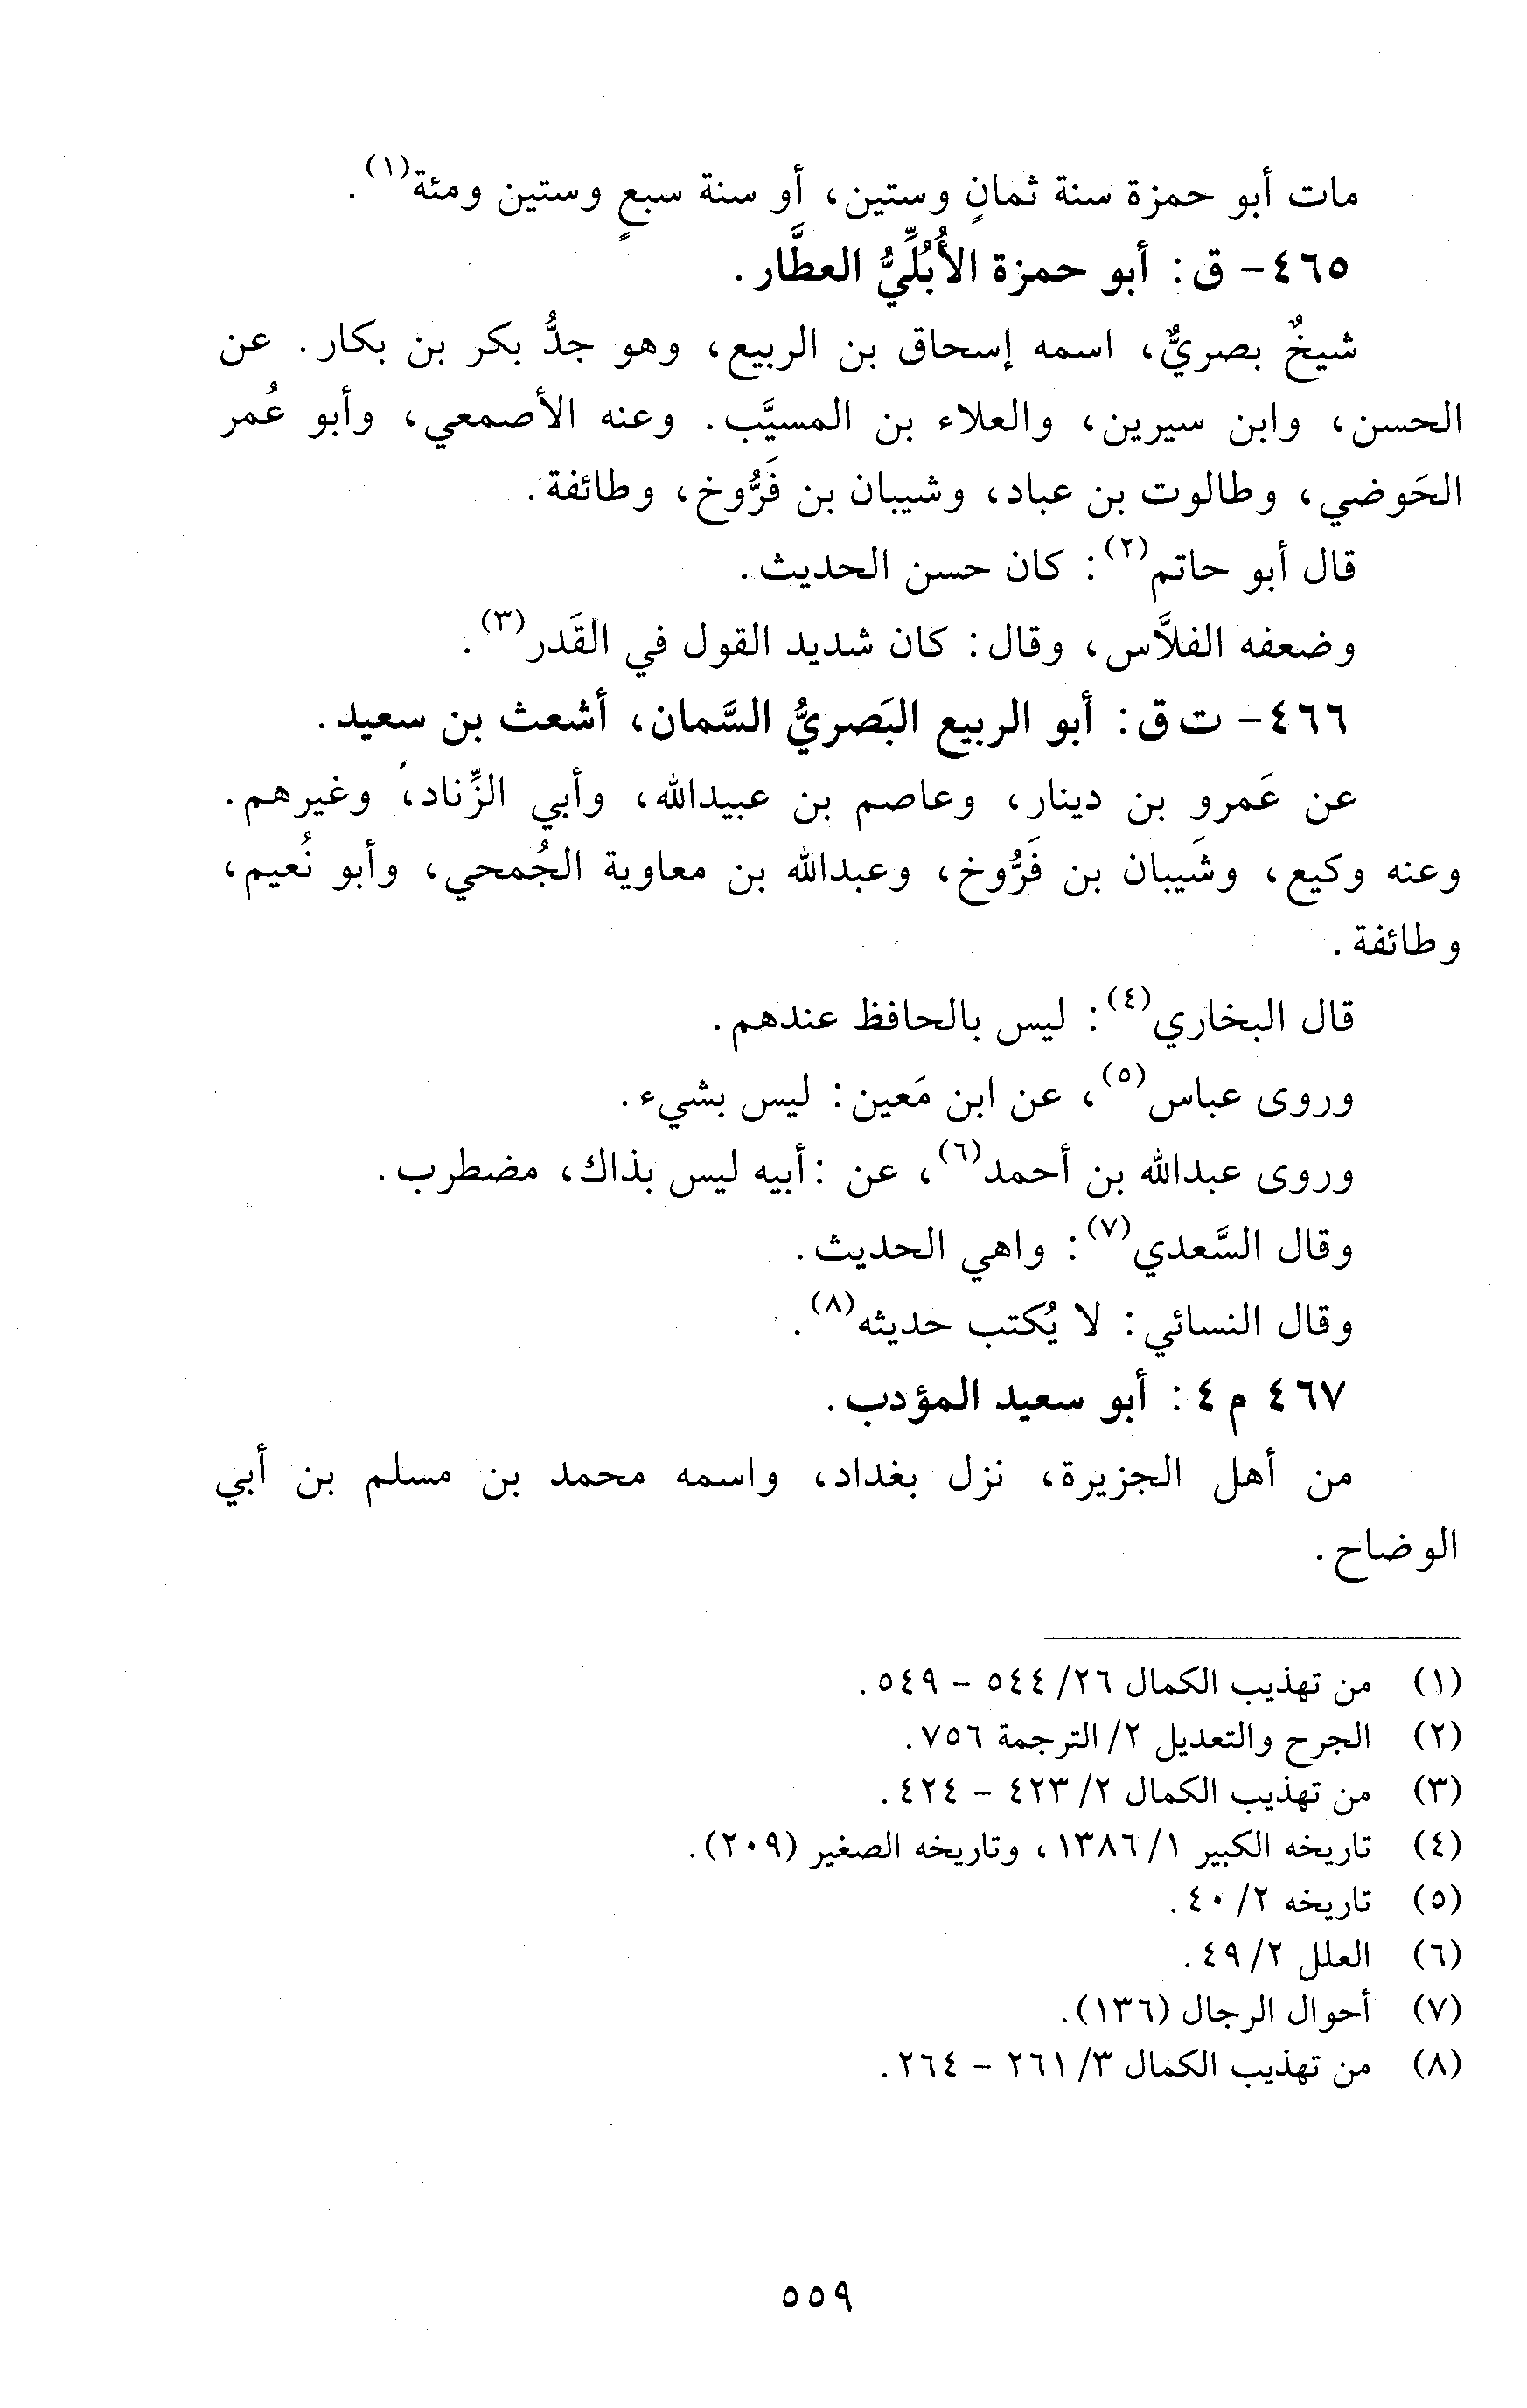 مات أبو حمزة سنة ثمانٍ وستين، أو سنة سبعٍ وستين ومئة(١).
٤٦٥- ق: أبو حمزة الأُبُلِّيُّ العطَّار.
شيخٌ بصريٌّ، اسمه إسحاق بن الربيع، وهو جدُّ بكر بن بكار. عن
الحسن، وابن سيرين، والعلاء بن المسيَّب. وعنه الأصمعي، وأبو عُمر
الحَوضي، وطالوت بن عباد، وشيبان بن فَرُّوخ، وطائفة.
قال أبو حاتم(٢): كان حسن الحديث.
وضعفه الفلاَّس، وقال: كان شديد القول في القَدر(٣).
٤٦٦- ت ق: أبو الربيع البَصريُّ السَّمان، أشعث بن سعيد.
عن عَمرو بن دينار، وعاصم بن عبيدالله، وأبي الزِّناد، وغيرهم.
وعنه وكيع، وشَيبان بن فَرُّوخ، وعبدالله بن معاوية الجُمحي، وأبو نُعيم،
وطائفة.
قال البخاري(٤): ليس بالحافظ عندهم.
وروى عباس(٥)، عن ابن مَعين: ليس بشيء.
وروى عبدالله بن أحمد(٦)، عن :أبيه ليس بذاك، مضطرب.
وقال السَّعدي(٧): واهي الحديث.
وقال النسائي: لا يُكتب حديثه(٨).
٤٦٧ م ٤: أبو سعيد المؤدب.
من أهل الجزيرة، نزل بغداد، واسمه محمد بن مسلم بن أبي
الوضاح.
(١) من تهذيب الكمال ٢٦/ ٥٤٤ - ٥٤٩.
(٢) الجرح والتعديل ٢/ الترجمة ٧٥٦.
(٣) من تهذيب الكمال ٢/ ٤٢٣ - ٤٢٤.
(٤) تاريخه الكبير ١/ ١٣٨٦، وتاريخه الصغير (٢٠٩).
(٥) تاريخه ٢/ ٤٠.
(٦) العلل ٢/ ٤٩.
(٧) أحوال الرجال (١٣٦).
(٨) من تهذيب الكمال ٣/ ٢٦١ - ٢٦٤.
٥٥٩